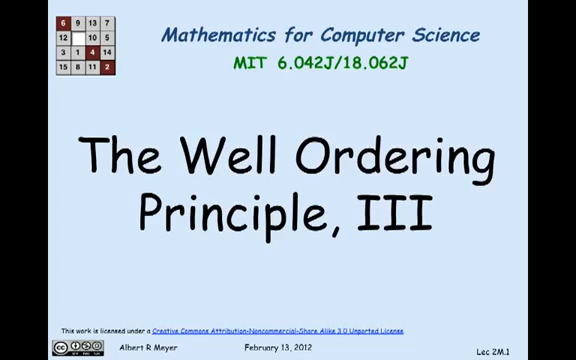 6 9 13 7
12 10 5
3 1 4 14
15 8 11 2
Mathematics for Computer Science
MIT 6.042J/18.062J
The Well Ordering
Principle, III
This work is licensed under a Creative Commons Attribution-Noncommercial-Share Alike 3.0 Unported License
Albert R Meyer February 13, 2012 Lec 2M.1